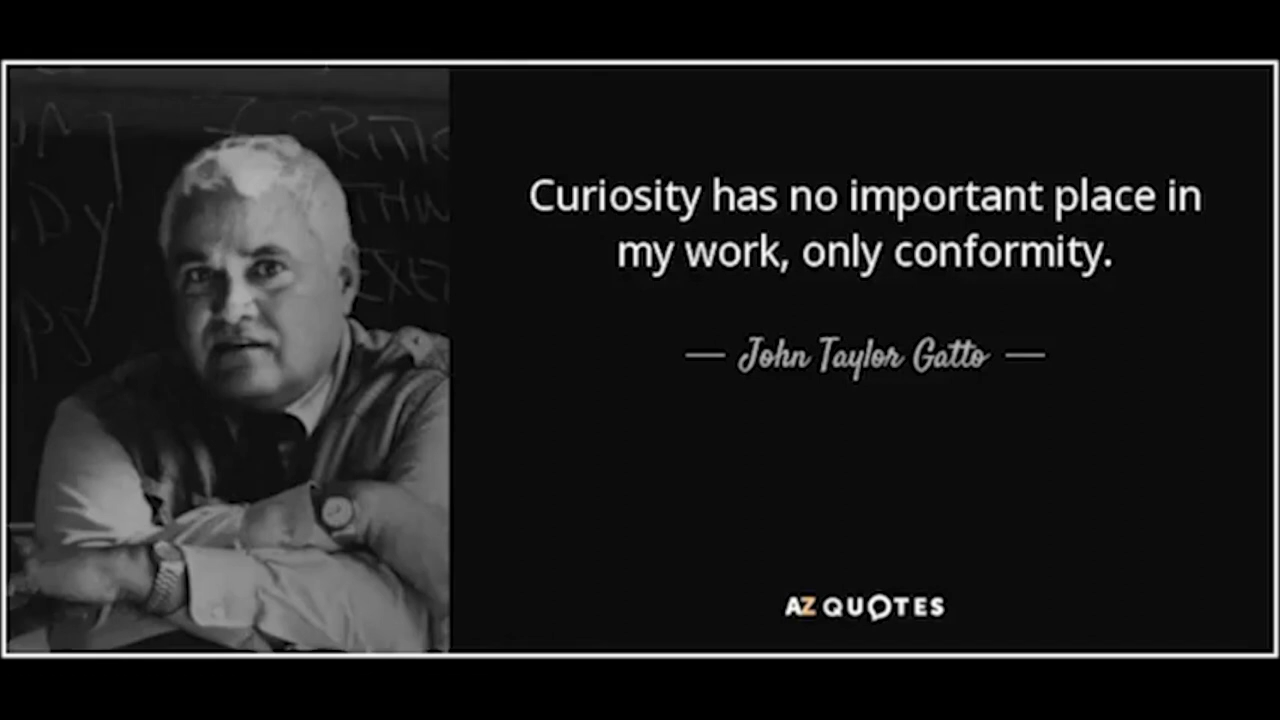 Curiosity has no important place in
my work, only conformity.
— John Taylor Gatto —
AZ QUOTES